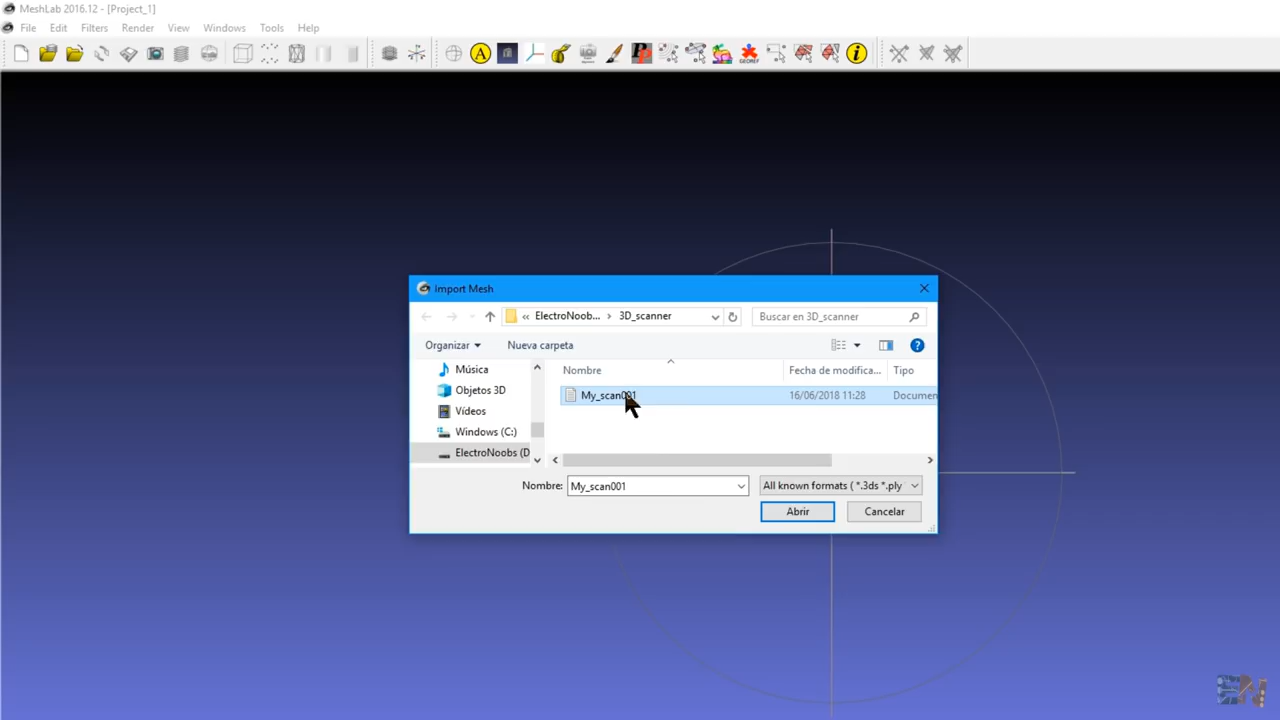 MeshLab 2016.12 - [Project_1]
File Edit Filters Render View Windows Tools Help
A
GEOREF
Import Mesh
« ElectroNoob... > 3D_scanner
Buscar en 3D_scanner
Organizar
Nueva carpeta
Música
Objetos 3D
Vídeos
Windows (C:)
ElectroNoobs (D
Nombre
Fecha de modifica...
Tipo
My_scan001
16/06/2018 11:28
Documen
Nombre:
My_scan001
All known formats ( *.3ds *.ply
Abrir
Cancelar
EN